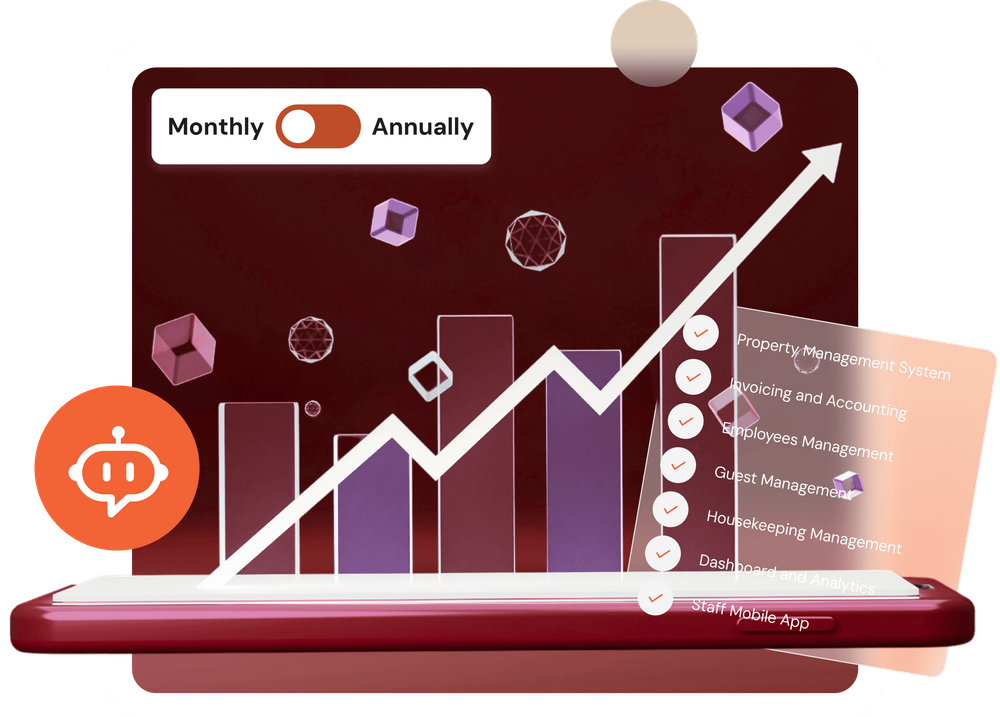 Monthly
Annually
Property Management System
Invoicing and Accounting
Employees Management
Guest Management
Housekeeping Management
Dashboard and Analytics
Staff Mobile App